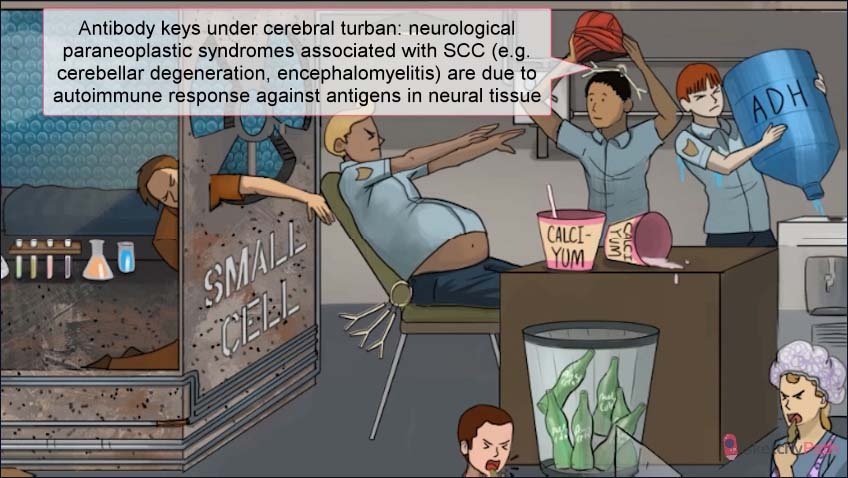 Antibody keys under cerebral turban: neurological
paraneoplastic syndromes associated with SCC (e.g.
cerebellar degeneration, encephalomyelitis) are due to
autoimmune response against antigens in neural tissue
ADH
CALCI-
YUM
CALCI
YUM
SMALL
CELL